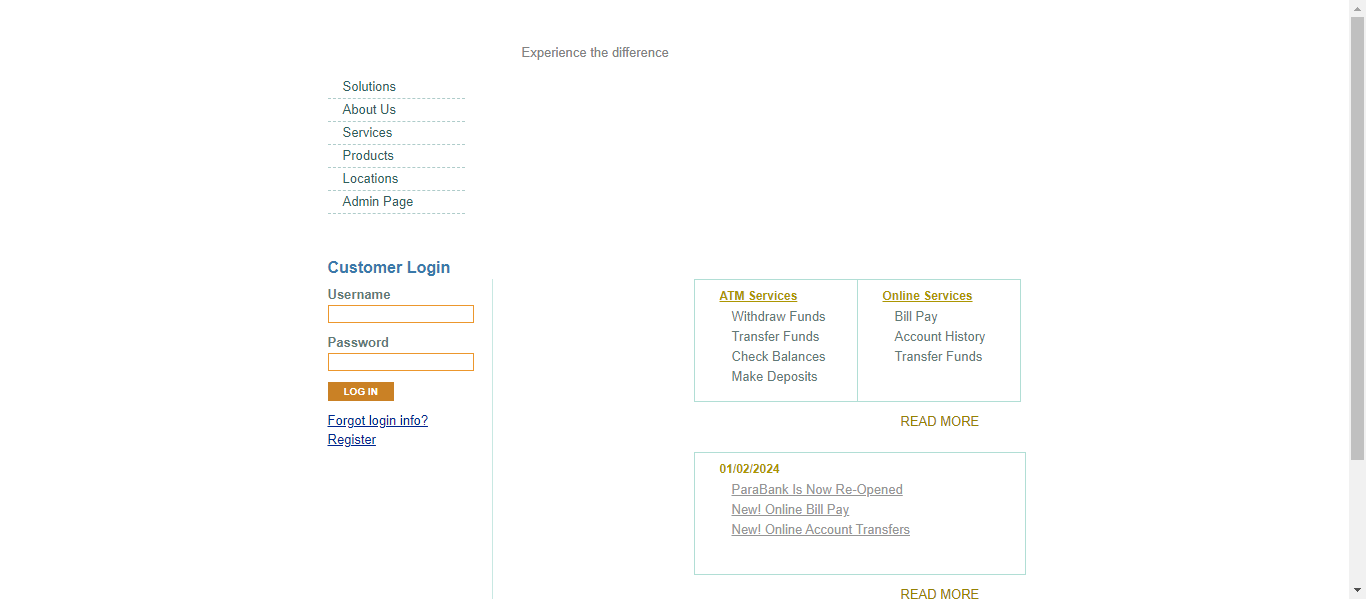 Experience the difference
Solutions
About Us
Services
Products
Locations
Admin Page
Customer Login
Username
Password
LOG IN
Forgot login info?
Register
ATM Services
Withdraw Funds
Transfer Funds
Check Balances
Make Deposits
Online Services
Bill Pay
Account History
Transfer Funds
READ MORE
01/02/2024
ParaBank Is Now Re-Opened
New! Online Bill Pay
New! Online Account Transfers
READ MORE